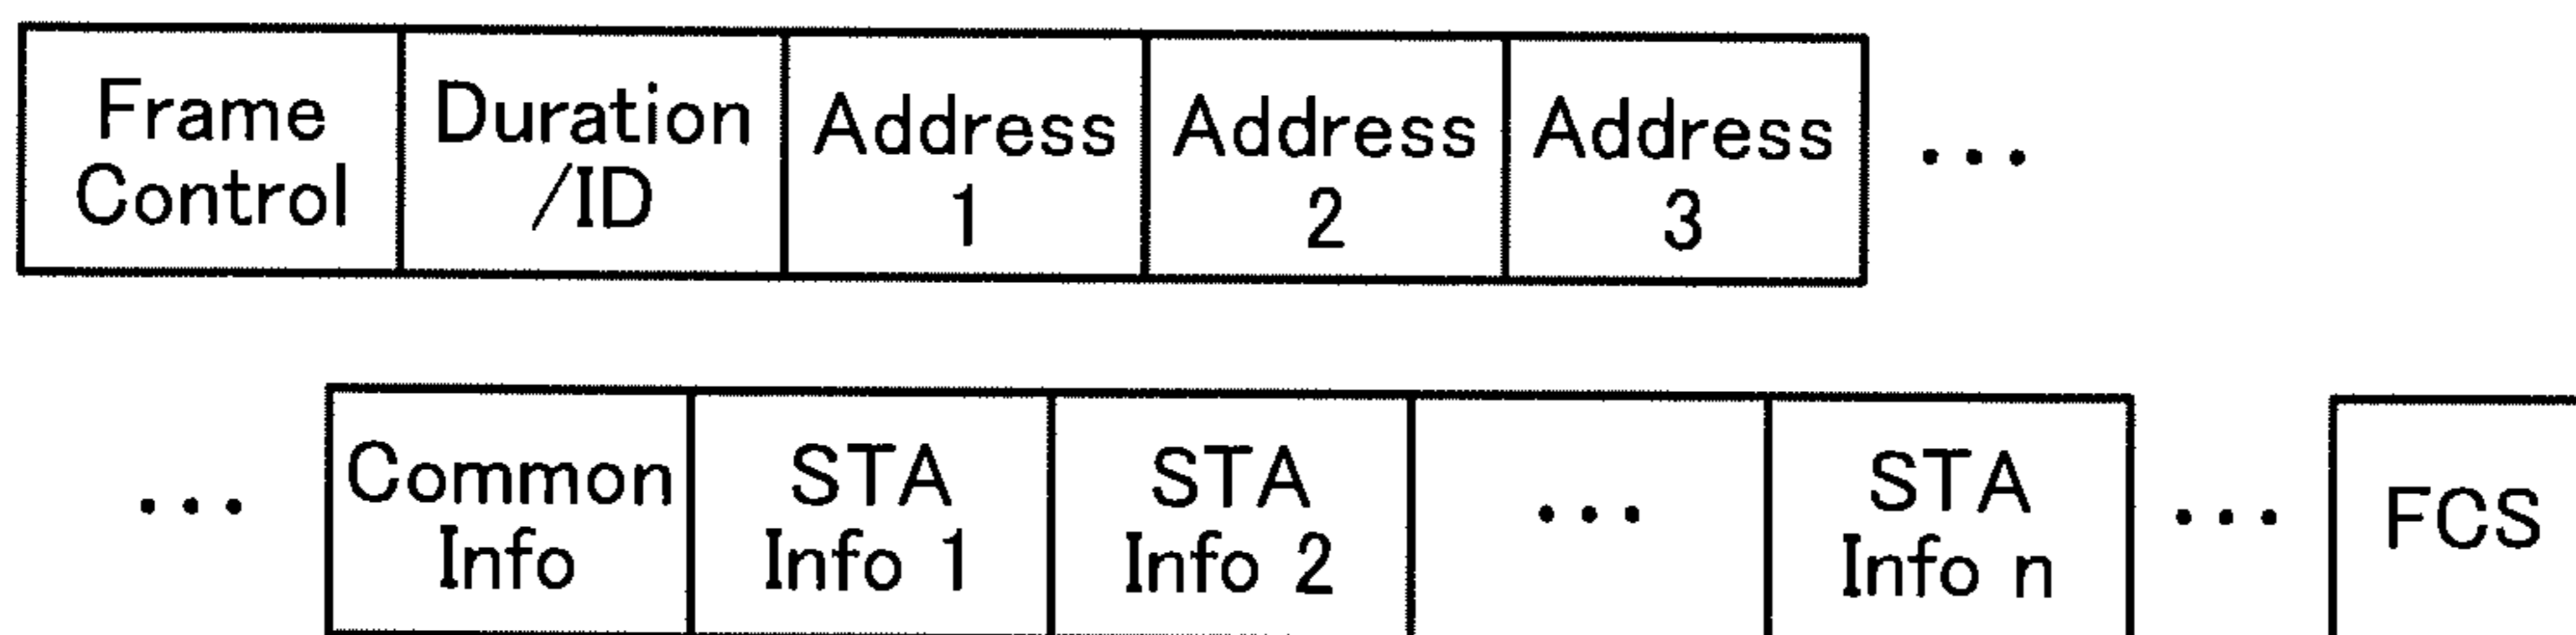 Frame
Control
Duration
/ID
Address
1
Address
2
Address
3
...
...
Common
Info
STA
Info 1
STA
Info 2
...
STA
Info n
...
FCS